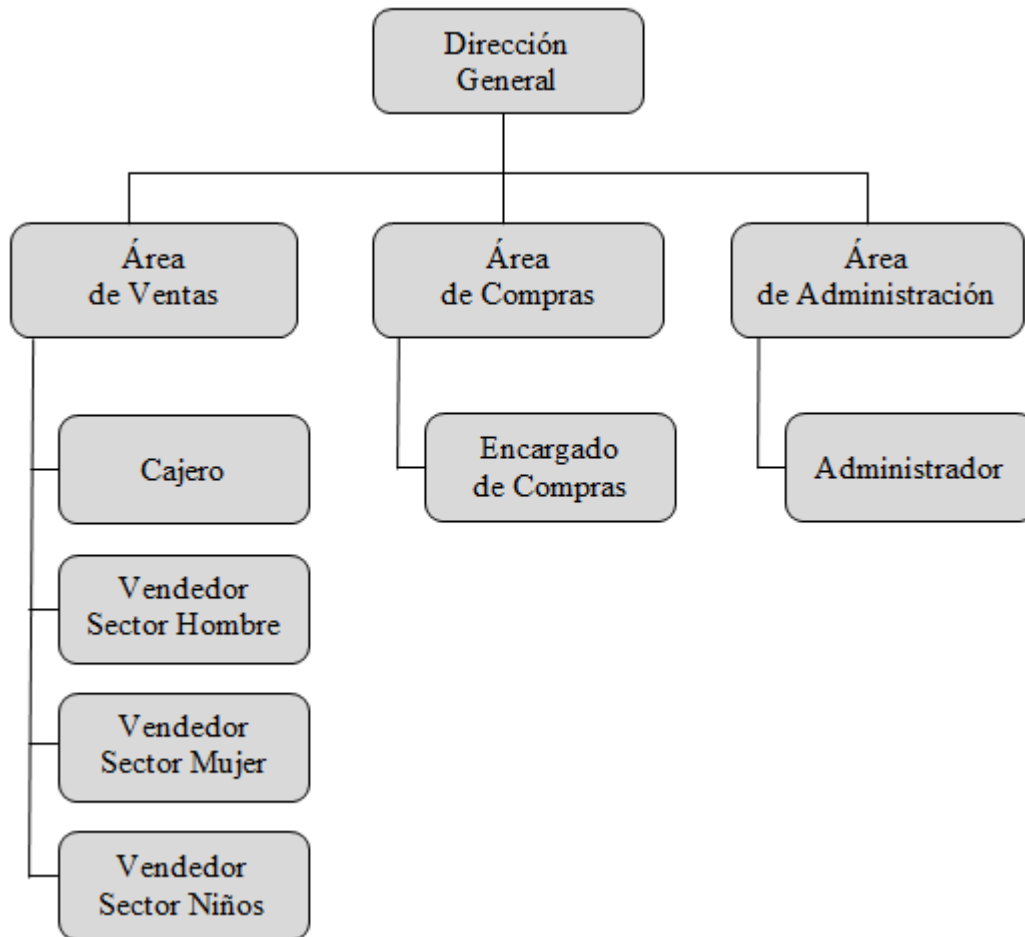 Dirección
General
Área
de Ventas
Área
de Compras
Área
de Administración
Cajero
Encargado
de Compras
Administrador
Vendedor
Sector Hombre
Vendedor
Sector Mujer
Vendedor
Sector Niños